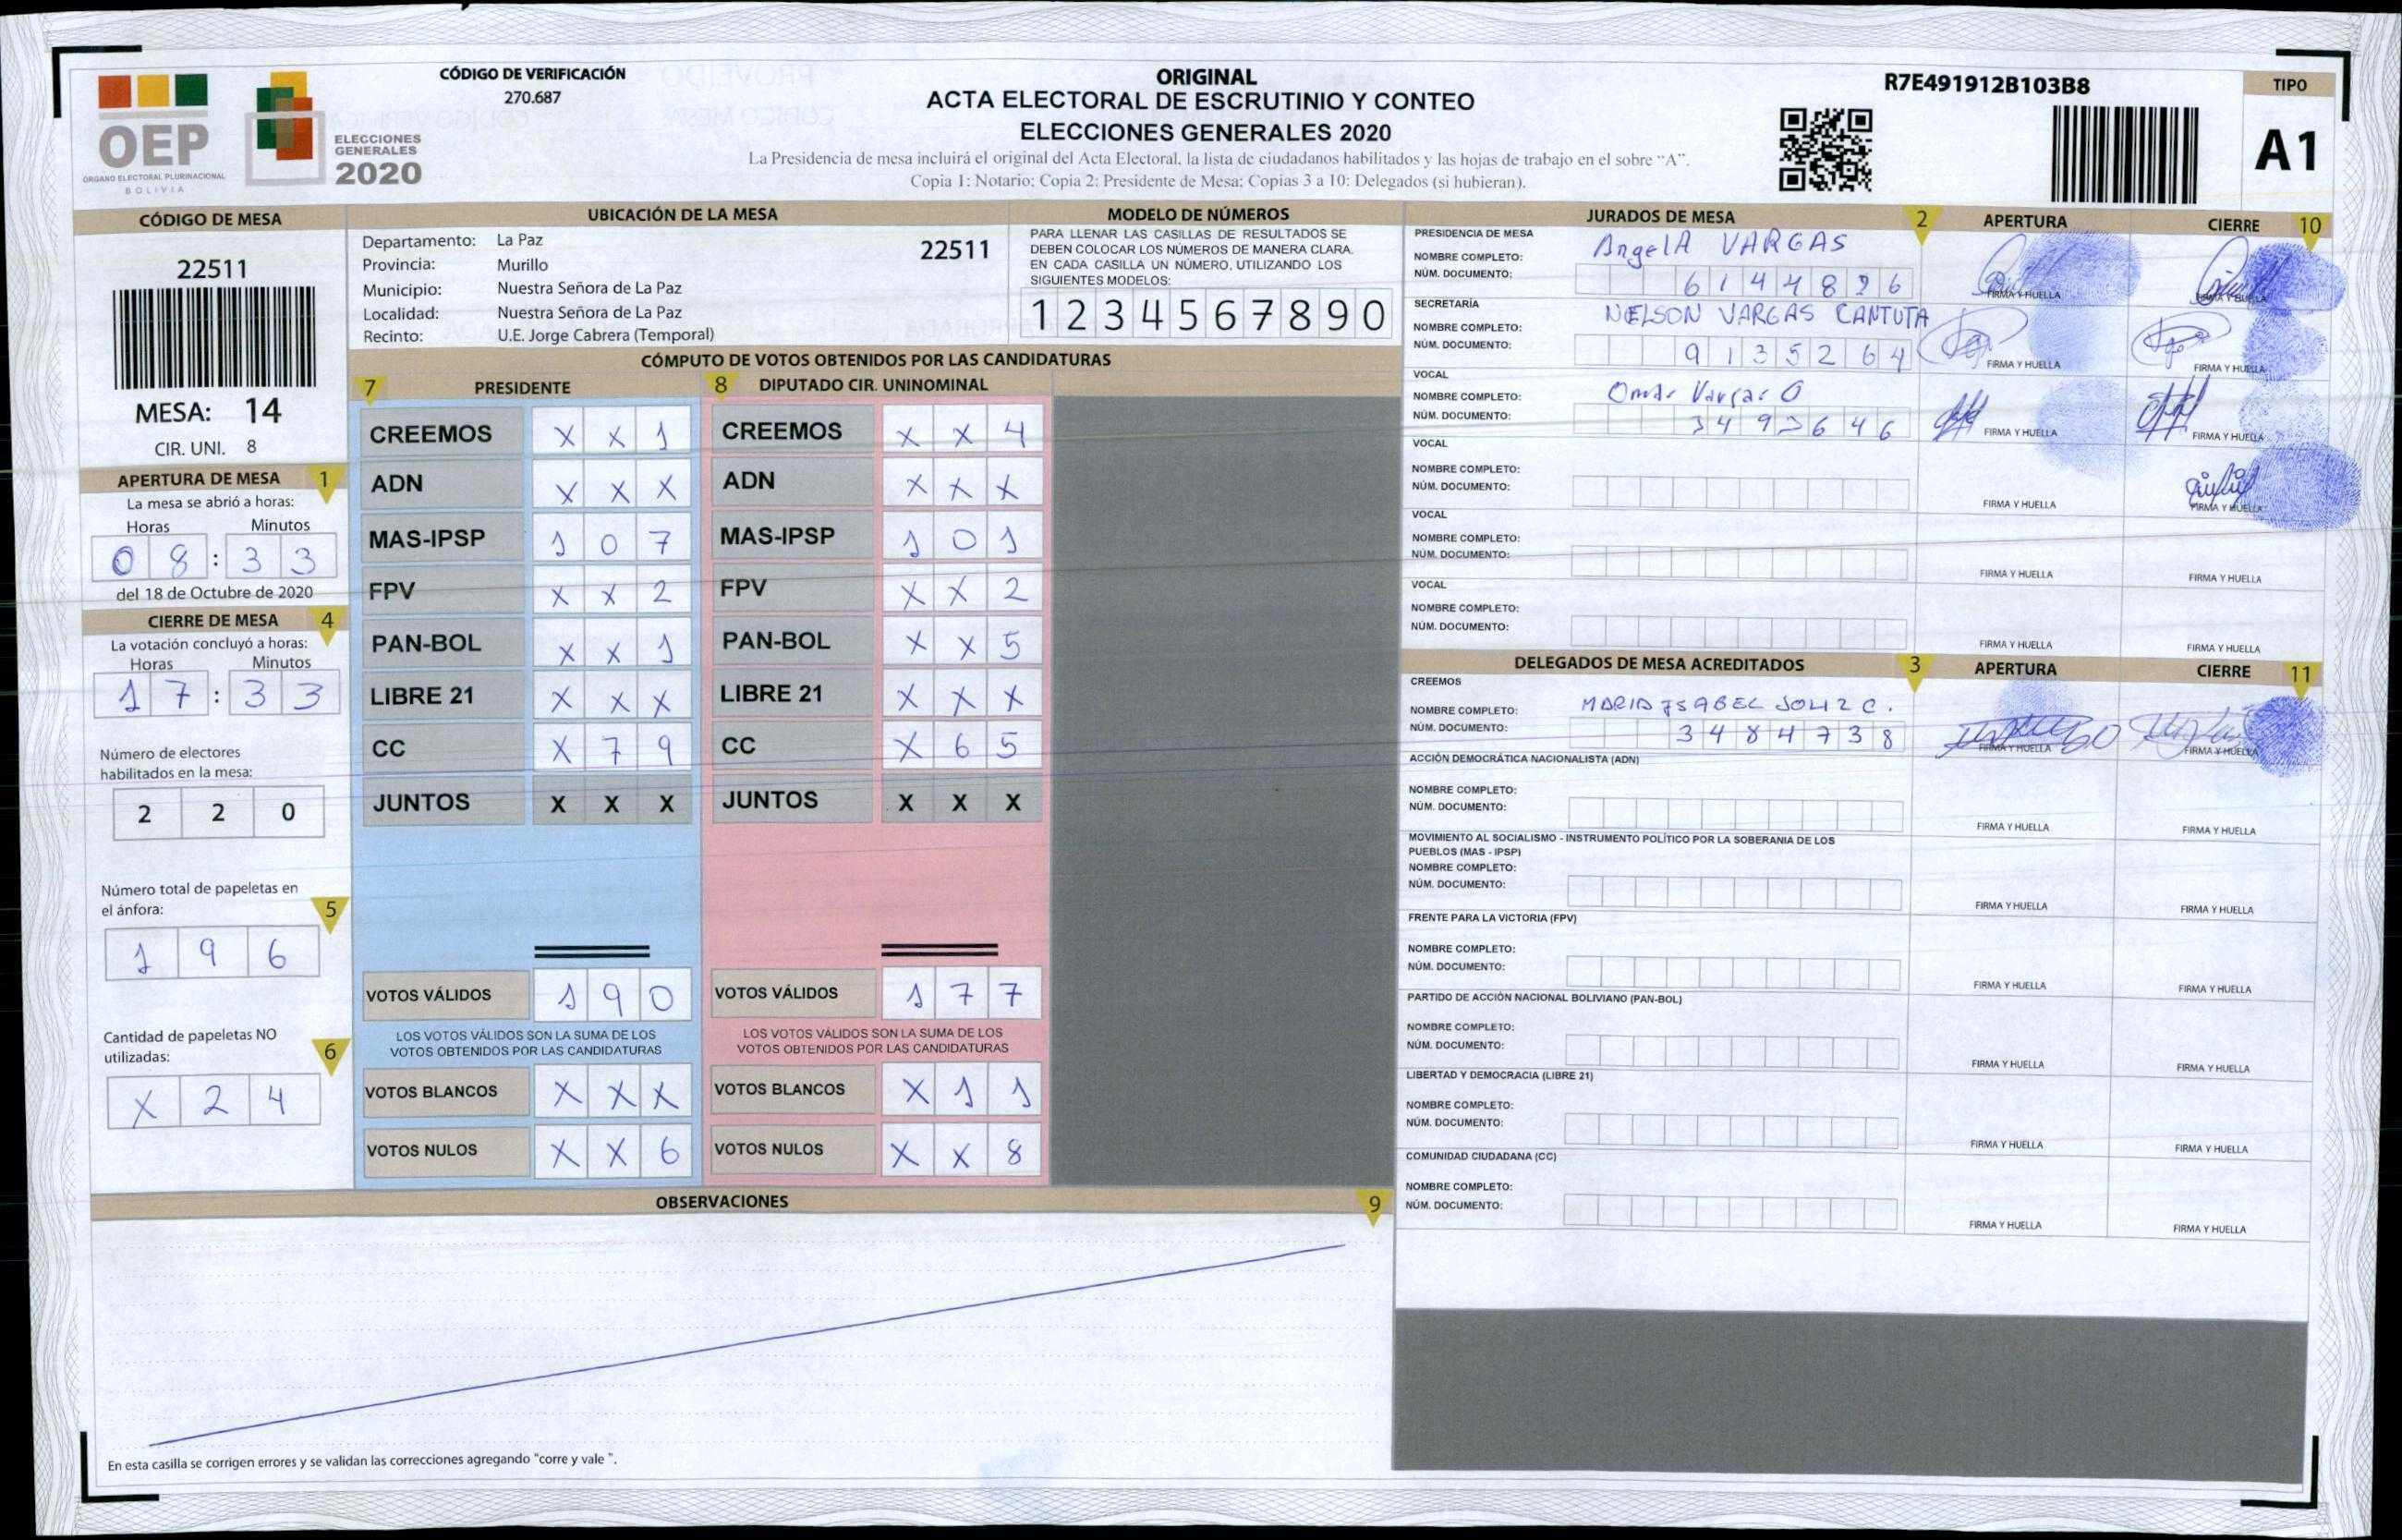 CÓDIGO DE VERIFICACIÓN
270.687
OEP
ORGANO ELECTORAL PLURINACIONAL
BOLIVIA
ELECCIONES
GENERALES
2020
ORIGINAL
ACTA ELECTORAL DE ESCRUTINIO Y CONTEO
ELECCIONES GENERALES 2020
La Presidencia de mesa incluirá el original del Acta Electoral, la lista de ciudadanos habilitados y las hojas de trabajo en el sobre "A".
Copia 1: Notario; Copia 2: Presidente de Mesa; Copias 3 a 10: Delegados (si hubieran).
R7E491912B103B8
TIPO
A1
CÓDIGO DE MESA
22511
MESA: 14
CIR. UNI. 8
APERTURA DE MESA 1
La mesa se abrió a horas:
Horas Minutos
0 8 : 3 3
del 18 de Octubre de 2020
CIERRE DE MESA 4
La votación concluyó a horas:
Horas Minutos
1 7 : 3 3
Número de electores
habilitados en la mesa:
2 2 0
Número total de papeletas en
el ánfora: 5
1 9 6
Cantidad de papeletas NO
utilizadas: 6
X 2 4
UBICACIÓN DE LA MESA
Departamento: La Paz
22511
Provincia: Murillo
Municipio: Nuestra Señora de La Paz
Localidad: Nuestra Señora de La Paz
Recinto: U.E. Jorge Cabrera (Temporal)
MODELO DE NÚMEROS
PARA LLENAR LAS CASILLAS DE RESULTADOS SE
DEBEN COLOCAR LOS NÚMEROS DE MANERA CLARA.
EN CADA CASILLA UN NÚMERO, UTILIZANDO LOS
SIGUIENTES MODELOS:
1 2 3 4 5 6 7 8 9 0
CÓMPUTO DE VOTOS OBTENIDOS POR LAS CANDIDATURAS
7 PRESIDENTE 8 DIPUTADO CIR. UNINOMINAL
CREEMOS X X 1 CREEMOS X X 4
ADN X X X ADN X X X
MAS-IPSP 1 0 7 MAS-IPSP 1 0 1
FPV X X 2 FPV X X 2
PAN-BOL X X 1 PAN-BOL X X 5
LIBRE 21 X X X LIBRE 21 X X X
CC X 7 9 CC X 6 5
JUNTOS X X X JUNTOS X X X
VOTOS VÁLIDOS 1 9 0 VOTOS VÁLIDOS 1 7 7
LOS VOTOS VÁLIDOS SON LA SUMA DE LOS
VOTOS OBTENIDOS POR LAS CANDIDATURAS
LOS VOTOS VÁLIDOS SON LA SUMA DE LOS
VOTOS OBTENIDOS POR LAS CANDIDATURAS
VOTOS BLANCOS X X X VOTOS BLANCOS X 1 1
VOTOS NULOS X X 6 VOTOS NULOS X X 8
OBSERVACIONES 9
En esta casilla se corrigen errores y se validan las correcciones agregando "corre y vale ".
JURADOS DE MESA 2 APERTURA CIERRE 10
PRESIDENCIA DE MESA
NOMBRE COMPLETO: AngelA VARGAS
NÚM. DOCUMENTO: 6 1 4 4 8 9 6
FIRMA Y HUELLA FIRMA Y HUELLA
SECRETARÍA
NOMBRE COMPLETO: NELSON VARGAS CANTUTA
NÚM. DOCUMENTO: 9 1 3 5 2 6 4
FIRMA Y HUELLA FIRMA Y HUELLA
VOCAL
NOMBRE COMPLETO: Omar Vargas O
NÚM. DOCUMENTO: 3 4 9 3 6 4 6
FIRMA Y HUELLA FIRMA Y HUELLA
VOCAL
NOMBRE COMPLETO:
NÚM. DOCUMENTO:
FIRMA Y HUELLA FIRMA Y HUELLA
VOCAL
NOMBRE COMPLETO:
NÚM. DOCUMENTO:
FIRMA Y HUELLA FIRMA Y HUELLA
VOCAL
NOMBRE COMPLETO:
NÚM. DOCUMENTO:
FIRMA Y HUELLA FIRMA Y HUELLA
DELEGADOS DE MESA ACREDITADOS 3 APERTURA CIERRE 11
CREEMOS
NOMBRE COMPLETO: MARIA ISABEL SOLIZ C.
NÚM. DOCUMENTO: 3 4 8 4 7 3 8
FIRMA Y HUELLA FIRMA Y HUELLA
ACCIÓN DEMOCRÁTICA NACIONALISTA (ADN)
NOMBRE COMPLETO:
NÚM. DOCUMENTO:
FIRMA Y HUELLA FIRMA Y HUELLA
MOVIMIENTO AL SOCIALISMO - INSTRUMENTO POLÍTICO POR LA SOBERANIA DE LOS
PUEBLOS (MAS - IPSP)
NOMBRE COMPLETO:
NÚM. DOCUMENTO:
FIRMA Y HUELLA FIRMA Y HUELLA
FRENTE PARA LA VICTORIA (FPV)
NOMBRE COMPLETO:
NÚM. DOCUMENTO:
FIRMA Y HUELLA FIRMA Y HUELLA
PARTIDO DE ACCIÓN NACIONAL BOLIVIANO (PAN-BOL)
NOMBRE COMPLETO:
NÚM. DOCUMENTO:
FIRMA Y HUELLA FIRMA Y HUELLA
LIBERTAD Y DEMOCRACIA (LIBRE 21)
NOMBRE COMPLETO:
NÚM. DOCUMENTO:
FIRMA Y HUELLA FIRMA Y HUELLA
COMUNIDAD CIUDADANA (CC)
NOMBRE COMPLETO:
NÚM. DOCUMENTO:
FIRMA Y HUELLA FIRMA Y HUELLA